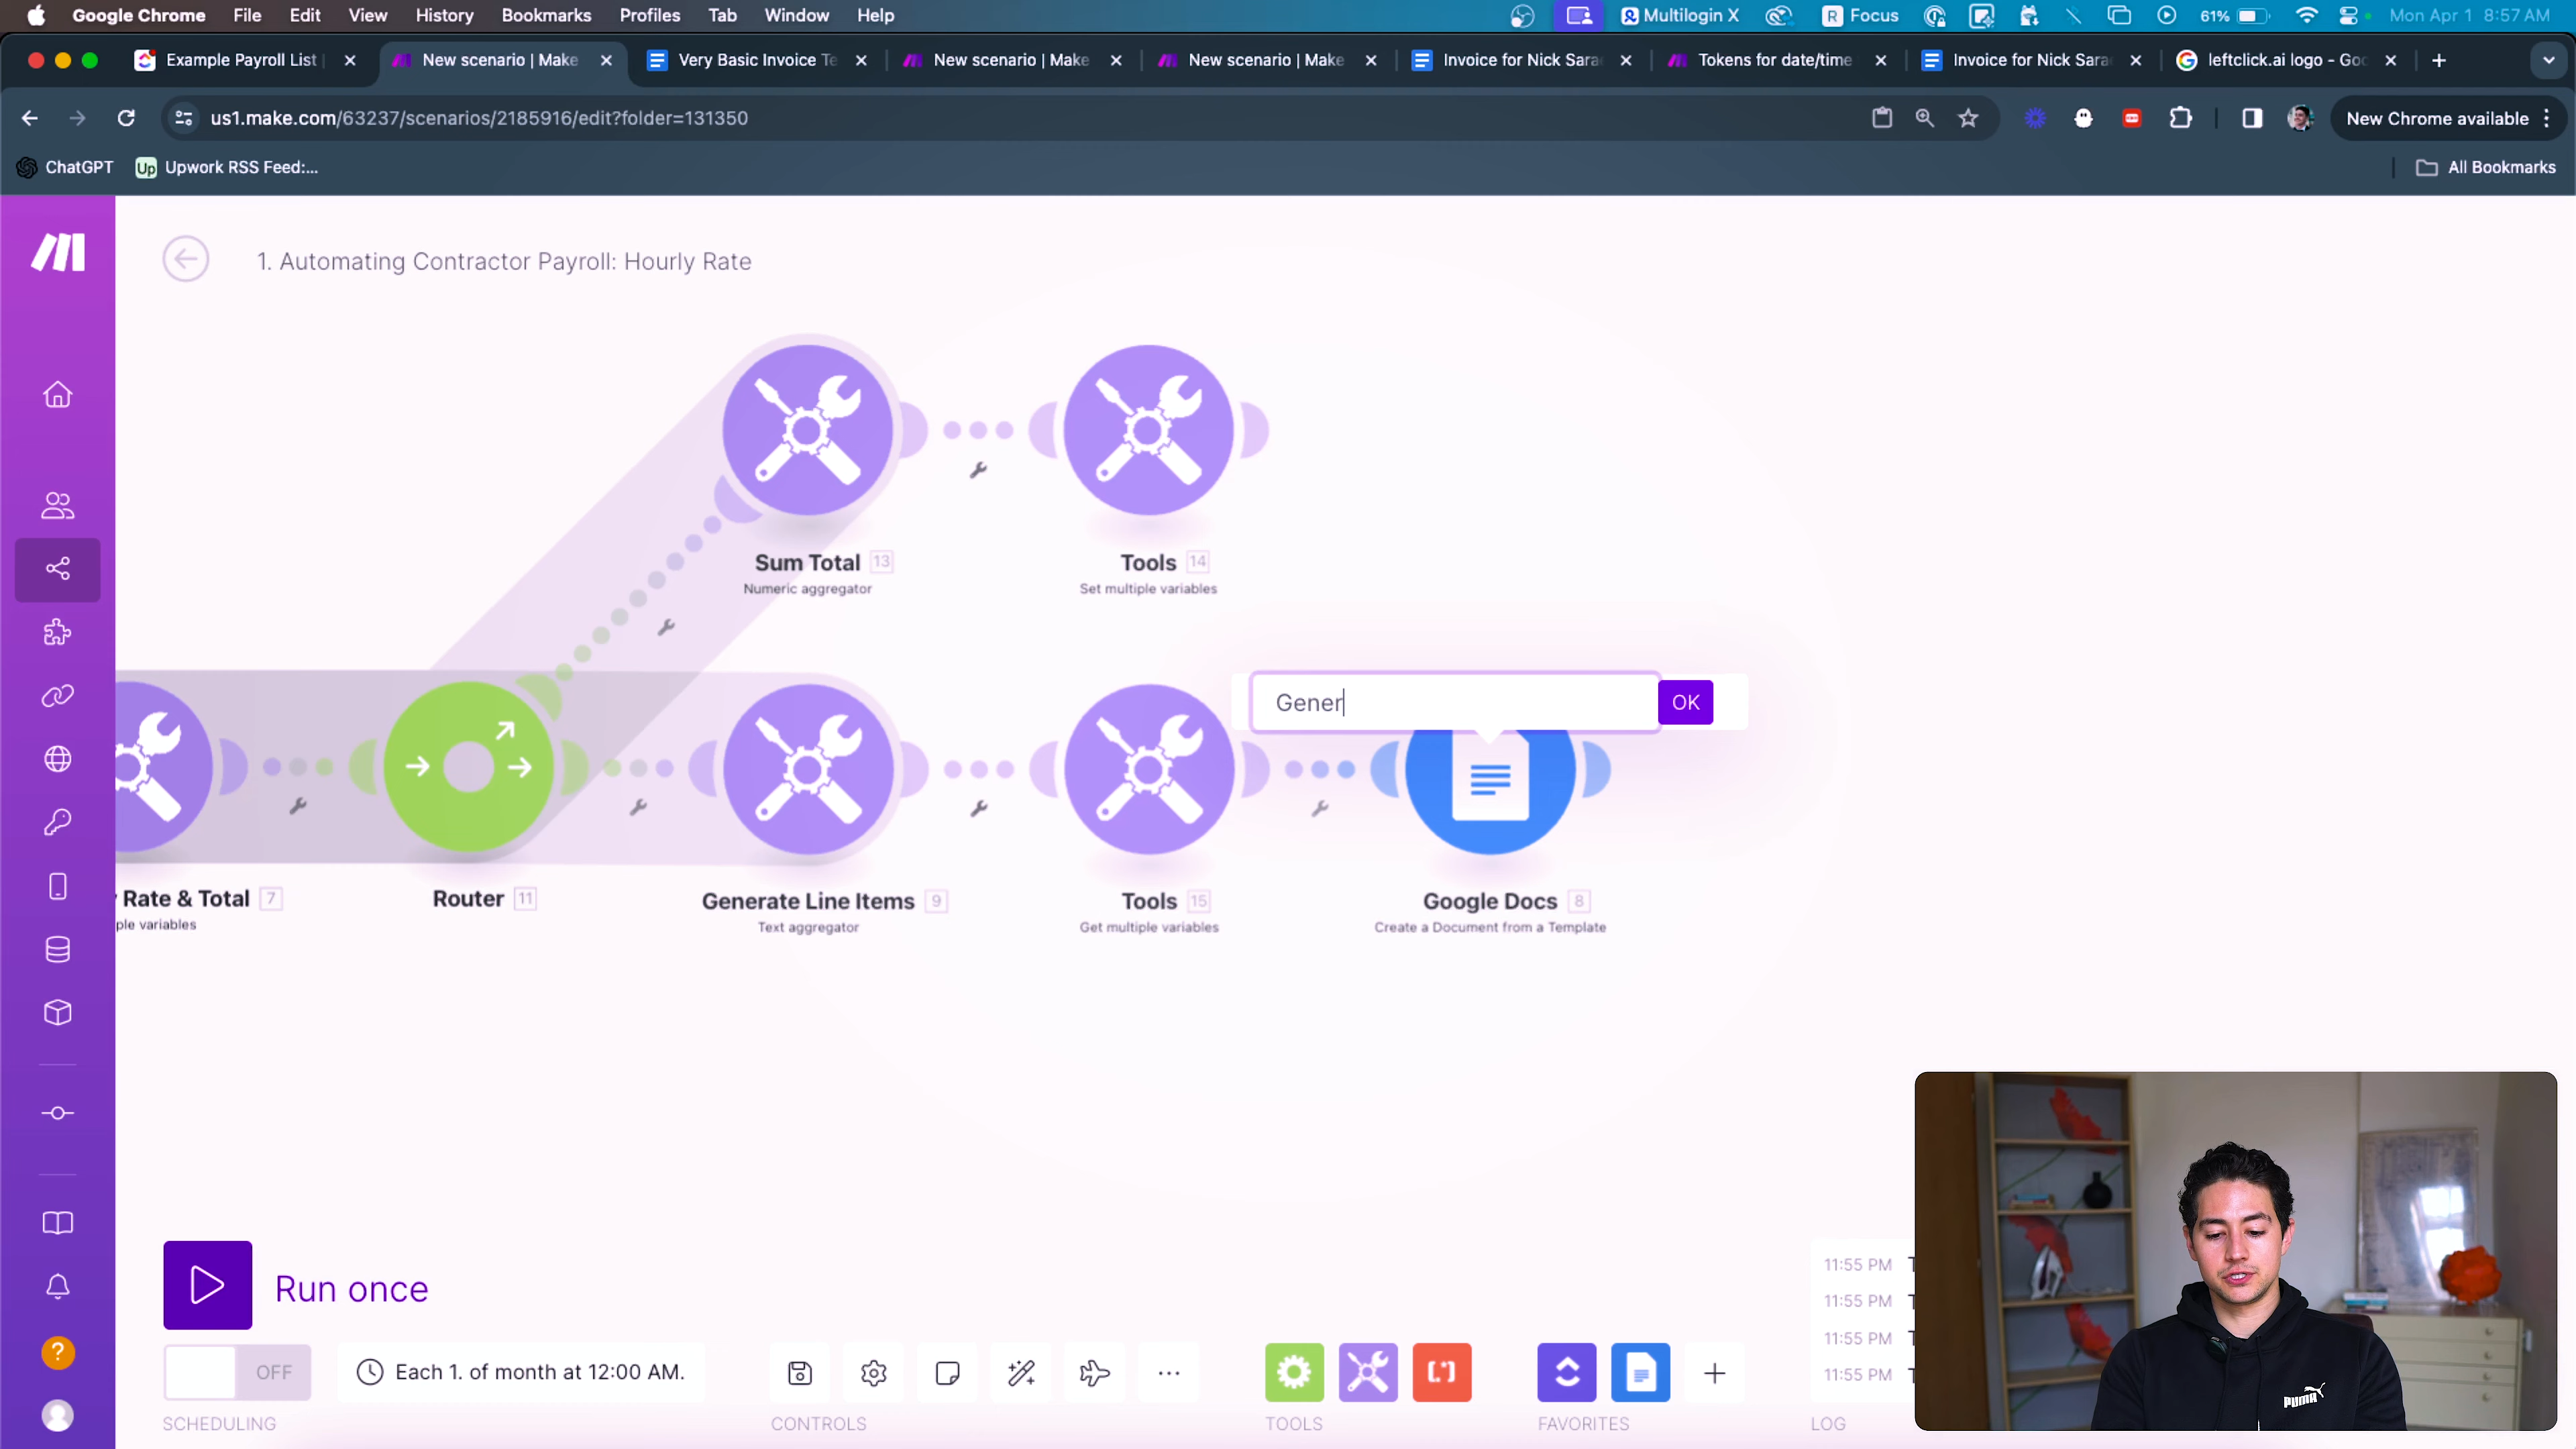 Google Chrome File Edit View History Bookmarks Profiles Tab Window Help Multilogin X R Focus 61% Mon Apr 1 8:57 AM
Example Payroll List New scenario | Make Very Basic Invoice Te New scenario | Make New scenario | Make Invoice for Nick Sara Tokens for date/time Invoice for Nick Sara leftclick.ai logo - Goo
us1.make.com/63237/scenarios/2185916/edit?folder=131350 New Chrome available
ChatGPT Up Upwork RSS Feed:... All Bookmarks
1. Automating Contractor Payroll: Hourly Rate
Sum Total 13 Tools 14
Numeric aggregator Set multiple variables
Gener OK
Rate & Total 7 Router 11 Generate Line Items 9 Tools 15 Google Docs 8
ple variables Text aggregator Get multiple variables Create a Document from a Template
Run once
11:55 PM
11:55 PM
11:55 PM
11:55 PM
OFF Each 1. of month at 12:00 AM.
SCHEDULING CONTROLS TOOLS FAVORITES LOG
?
PUMA